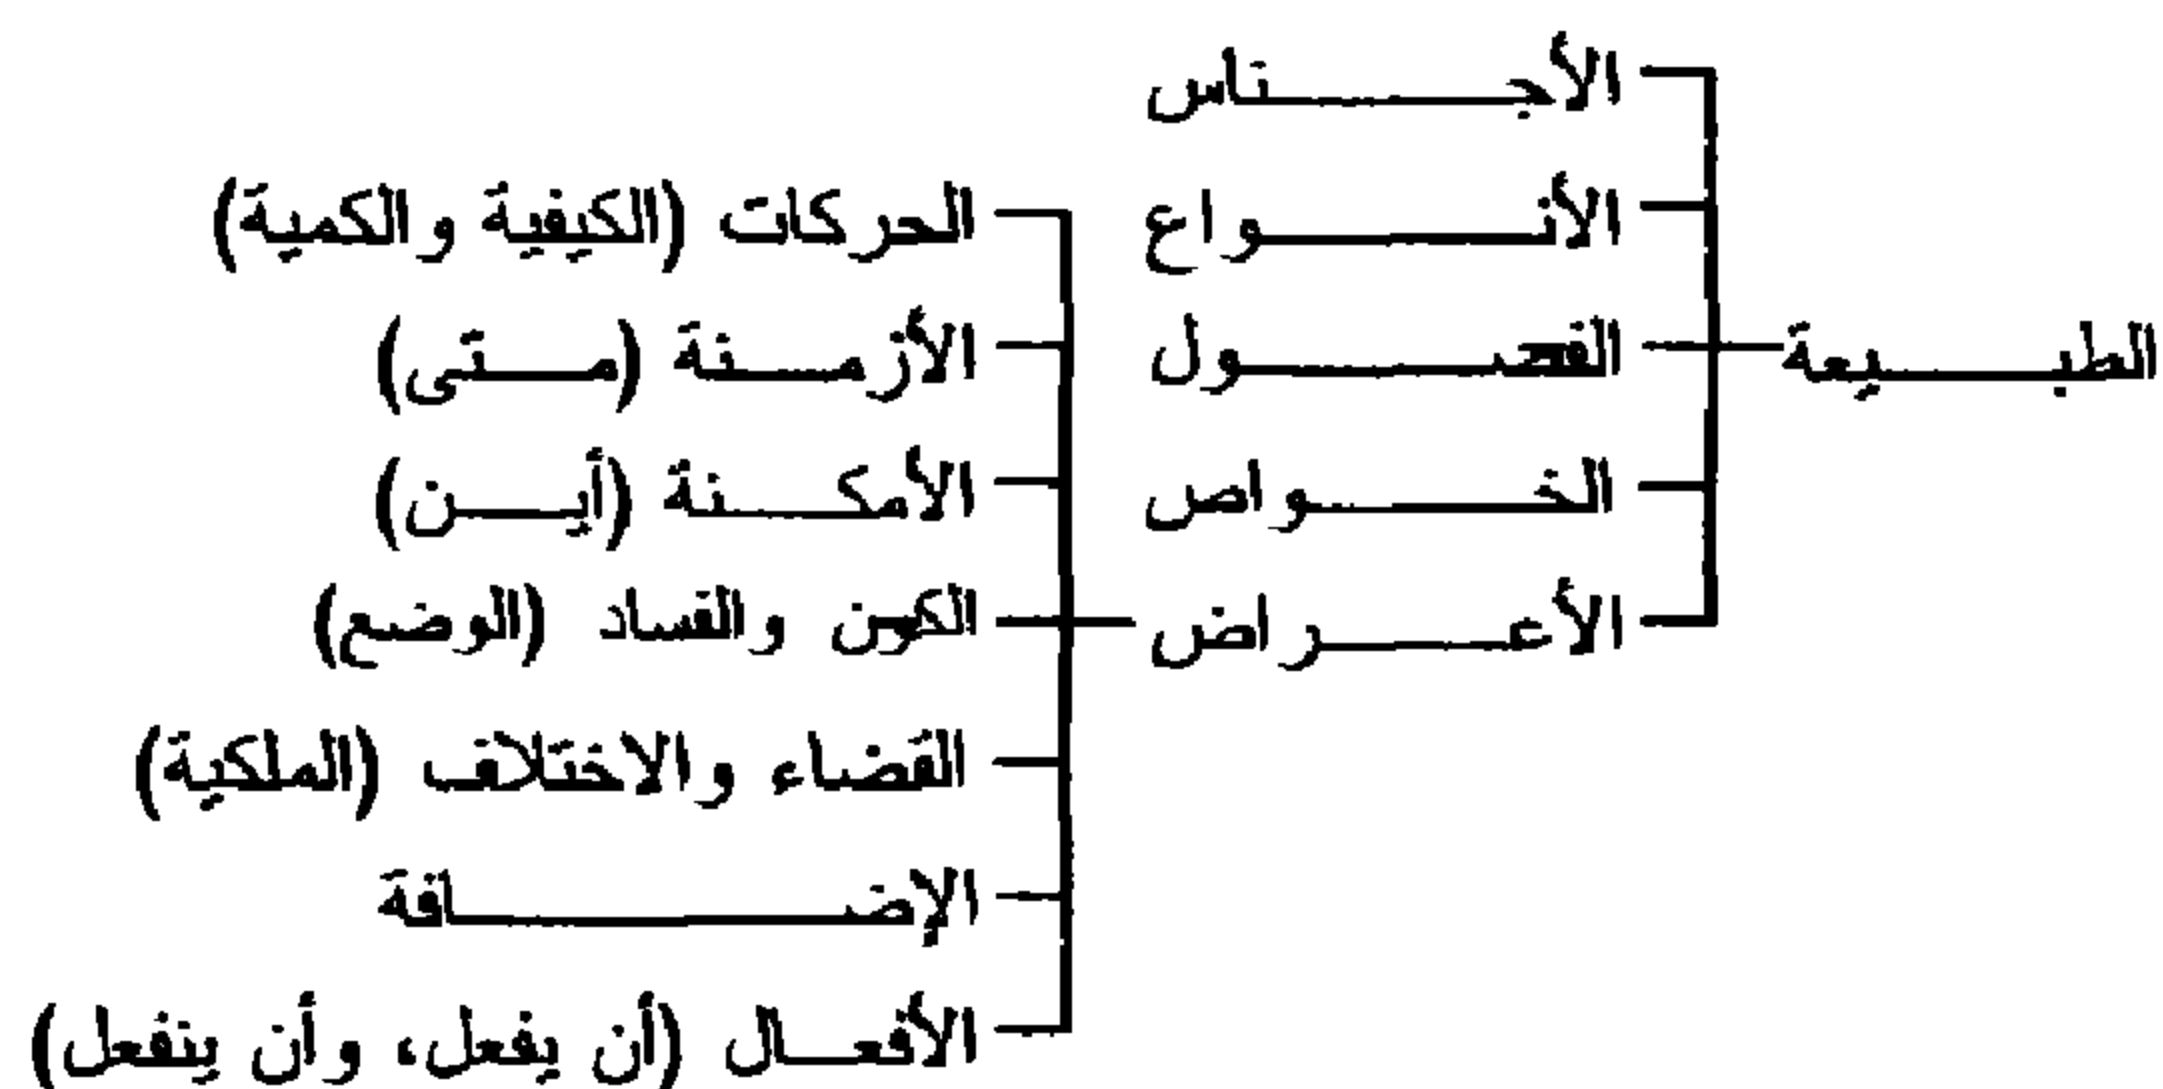 الطبيعة
الأجناس
الأنواع
الفصول
الخواص
الأعراض
الحركات (الكيفية والكمية)
الأزمنة (متى)
الأمكنة (أين)
الكون والفساد (الوضع)
القضاء والاختلاف (الملكية)
الإضافة
الأفعال (أن يفعل، وأن ينفعل)